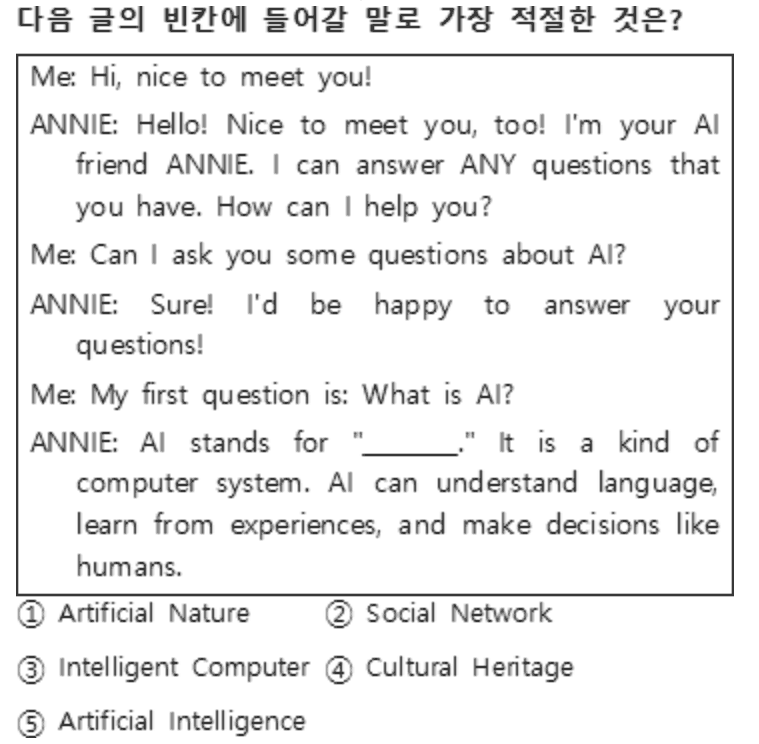 다음 글의 빈칸에 들어갈 말로 가장 적절한 것은?
Me: Hi, nice to meet you!
ANNIE: Hello! Nice to meet you, too! I'm your AI
friend ANNIE. I can answer ANY questions that
you have. How can I help you?
Me: Can I ask you some questions about AI?
ANNIE: Sure! I'd be happy to answer your
questions!
Me: My first question is: What is AI?
ANNIE: AI stands for "_______." It is a kind of
computer system. AI can understand language,
learn from experiences, and make decisions like
humans.
① Artificial Nature ② Social Network
③ Intelligent Computer ④ Cultural Heritage
⑤ Artificial Intelligence